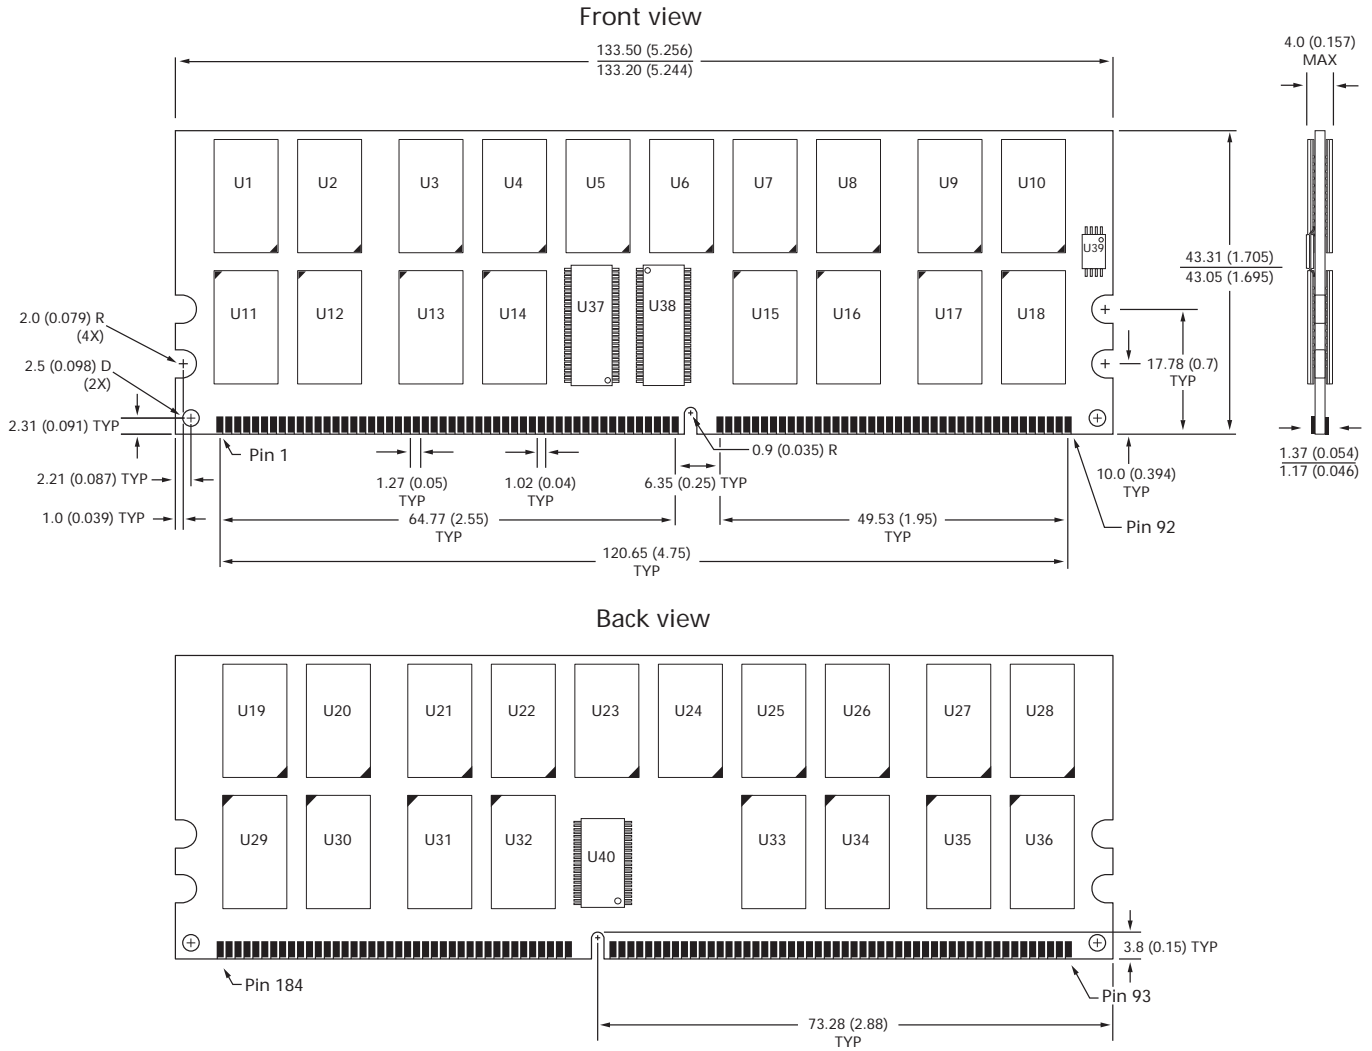 Front view
133.50 (5.256)
133.20 (5.244)
4.0 (0.157)
MAX
U1 U2 U3 U4 U5 U6 U7 U8 U9 U10
U39
43.31 (1.705)
43.05 (1.695)
U11 U12 U13 U14 U37 U38 U15 U16 U17 U18
2.0 (0.079) R
(4X)
2.5 (0.098) D
(2X)
2.31 (0.091) TYP
2.21 (0.087) TYP
1.0 (0.039) TYP
17.78 (0.7)
TYP
Pin 1
0.9 (0.035) R
1.27 (0.05)
TYP
1.02 (0.04)
TYP
6.35 (0.25) TYP
10.0 (0.394)
TYP
1.37 (0.054)
1.17 (0.046)
64.77 (2.55)
TYP
49.53 (1.95)
TYP
Pin 92
120.65 (4.75)
TYP
Back view
U19 U20 U21 U22 U23 U24 U25 U26 U27 U28
U29 U30 U31 U32 U40 U33 U34 U35 U36
3.8 (0.15) TYP
Pin 184
Pin 93
73.28 (2.88)
TYP